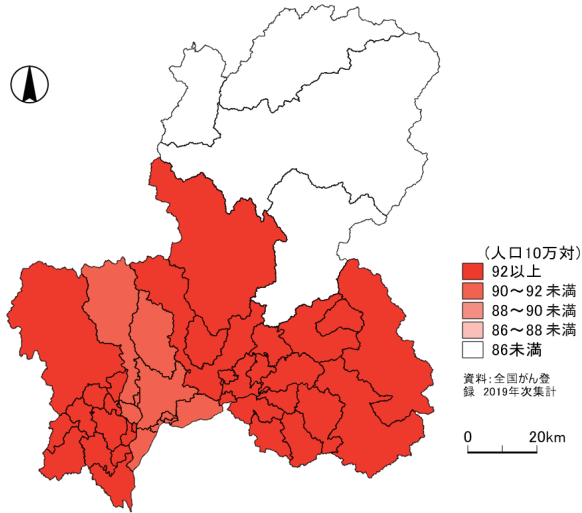 (人口10万対)
92以上
90～92 未満
88～90 未満
86～88 未満
86未満
資料:全国がん登
録 2019年次集計
0 20km